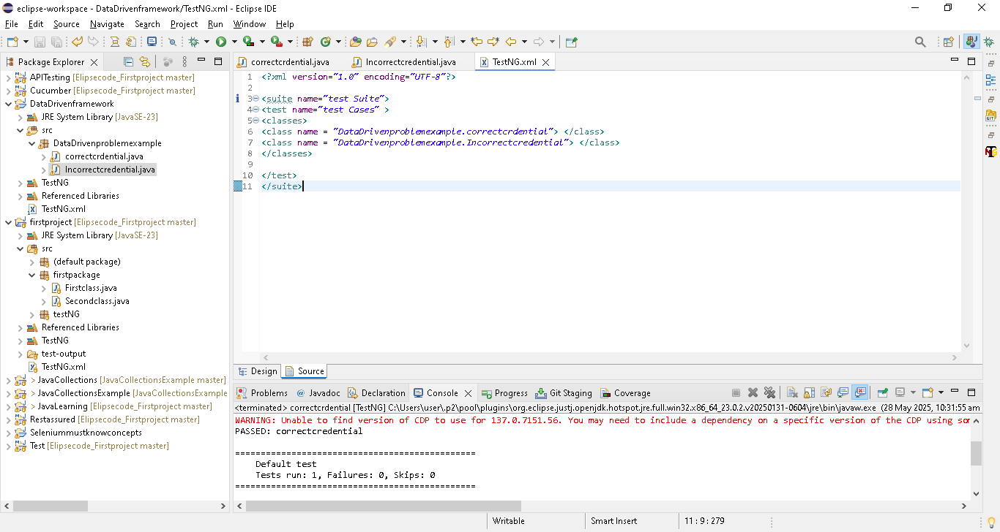 eclipse-workspace - DataDrivenframework/TestNG.xml - Eclipse IDE
File Edit Source Navigate Search Project Run Window Help
Package Explorer
APITesting [Elipsecode_Firstproject master]
Cucumber [Elipsecode_Firstproject master]
DataDrivenframework
JRE System Library [JavaSE-23]
src
DataDrivenproblemexample
correctcrdential.java
Incorrectcredential.java
TestNG
Referenced Libraries
TestNG.xml
firstproject [Elipsecode_Firstproject master]
JRE System Library [JavaSE-23]
src
(default package)
firstpackage
Firstclass.java
Secondclass.java
testNG
Referenced Libraries
TestNG
test-output
TestNG.xml
> JavaCollections [JavaCollectionsExample master]
> JavaCollectionsExample [JavaCollectionsExample
> JavaLearning [Elipsecode_Firstproject master]
Restassured [Elipsecode_Firstproject master]
Seleniummustknowconcepts
Test [Elipsecode_Firstproject master]
correctcrdential.java Incorrectcredential.java TestNG.xml
1 <?xml version="1.0" encoding="UTF-8"?>
2
3 <suite name="test Suite">
4 <test name="test Cases" >
5 <classes>
6 <class name = "DataDrivenproblemexample.correctcrdential"> </class>
7 <class name = "DataDrivenproblemexample.Incorrectcredential"> </class>
8 </classes>
9
10 </test>
11 </suite>
Design Source
Problems Javadoc Declaration Console Progress Git Staging Coverage
<terminated> correctcrdential [TestNG] C:\Users\user\.p2\pool\plugins\org.eclipse.justj.openjdk.hotspot.jre.full.win32.x86_64_23.0.2.v20250131-0604\jre\bin\javaw.exe (28 May 2025, 10:31:55 am
WARNING: Unable to find version of CDP to use for 137.0.7151.56. You may need to include a dependency on a specific version of the CDP using som
PASSED: correctcredential
===============================================
Default test
Tests run: 1, Failures: 0, Skips: 0
===============================================
Writable Smart Insert 11 : 9 : 279